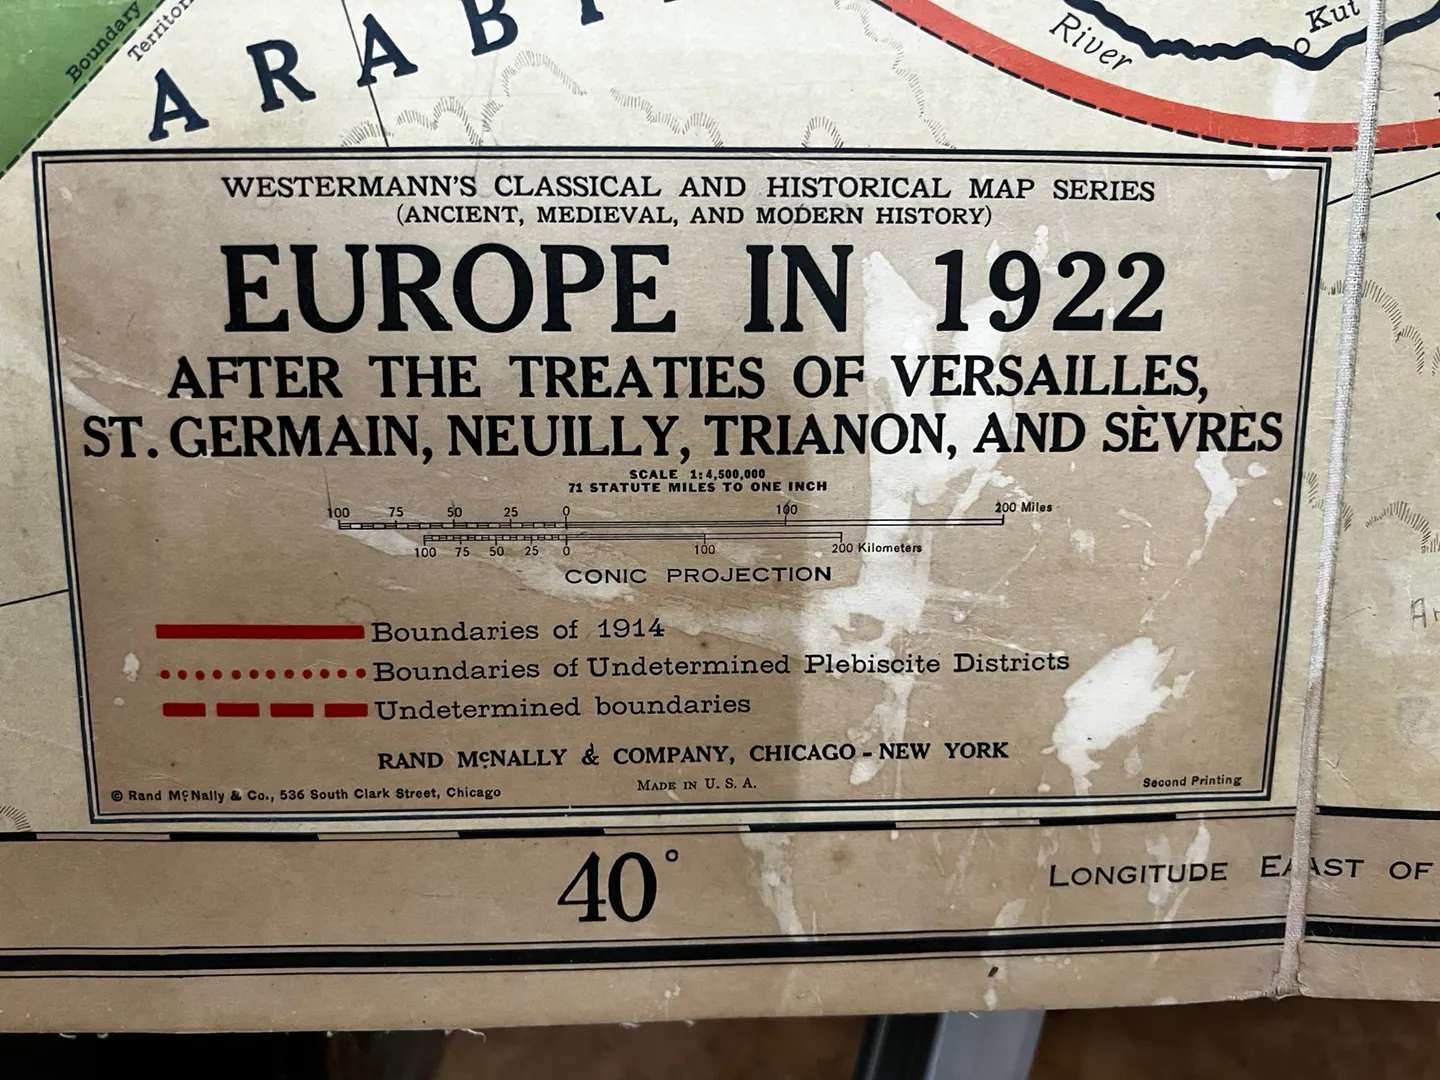 Boundary
Territor
ARABI
River
Kut
WESTERMANN'S CLASSICAL AND HISTORICAL MAP SERIES
(ANCIENT, MEDIEVAL, AND MODERN HISTORY)
EUROPE IN 1922
AFTER THE TREATIES OF VERSAILLES,
ST. GERMAIN, NEUILLY, TRIANON, AND SÈVRÈS
SCALE 1:4,500,000
71 STATUTE MILES TO ONE INCH
100 75 50 25 0 100 200 Miles
100 75 50 25 0 100 200 Kilometers
CONIC PROJECTION
Boundaries of 1914
Boundaries of Undetermined Plebiscite Districts
Undetermined boundaries
RAND McNALLY & COMPANY, CHICAGO - NEW YORK
MADE IN U. S. A.
© Rand McNally & Co., 536 South Clark Street, Chicago
Second Printing
40°
LONGITUDE EAST OF